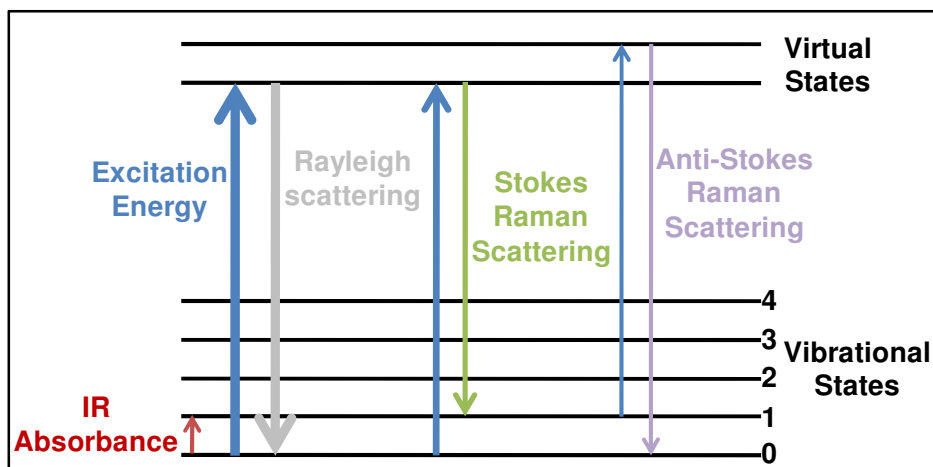 Virtual
States
Excitation
Energy
Rayleigh
scattering
Stokes
Raman
Scattering
Anti-Stokes
Raman
Scattering
4
3
2
1
0
Vibrational
States
IR
Absorbance